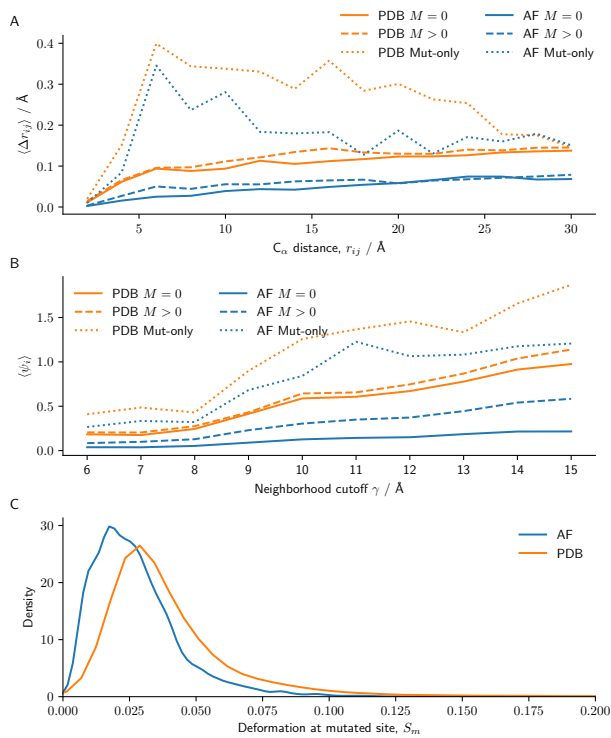 A
PDB M = 0
PDB M > 0
PDB Mut-only
AF M = 0
AF M > 0
AF Mut-only
⟨Δr_ij⟩ / Å
0.4
0.3
0.2
0.1
0.0
5 10 15 20 25 30
C_α distance, r_ij / Å
B
PDB M = 0
PDB M > 0
PDB Mut-only
AF M = 0
AF M > 0
AF Mut-only
⟨ψ_i⟩
1.5
1.0
0.5
0.0
6 7 8 9 10 11 12 13 14 15
Neighborhood cutoff γ / Å
C
AF
PDB
Density
30
20
10
0
0.000 0.025 0.050 0.075 0.100 0.125 0.150 0.175 0.200
Deformation at mutated site, S_m